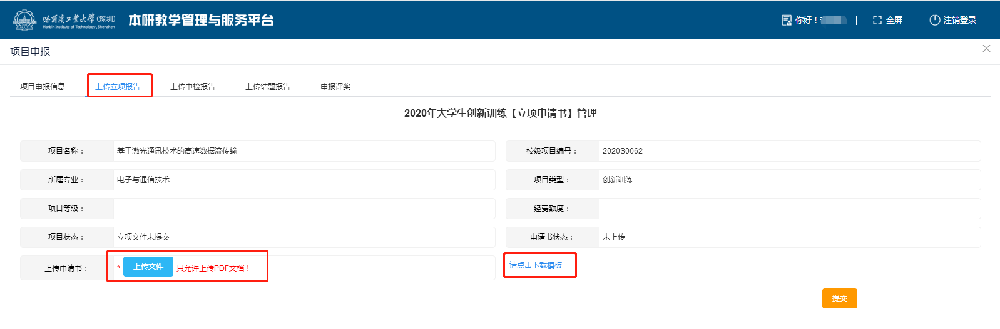 哈爾濱工業大學(深圳)
Harbin Institute of Technology, Shenzhen
本研教学管理与服务平台
你好！
全屏
注销登录
项目申报
项目申报信息
上传立项报告
上传中检报告
上传结题报告
申报评奖
2020年大学生创新训练【立项申请书】管理
项目名称： 基于激光通讯技术的高速数据流传输
校级项目编号： 2020S0062
所属专业： 电子与通信技术
项目类型： 创新训练
项目等级：
经费额度：
项目状态： 立项文件未提交
申请书状态： 未上传
上传申请书： * 上传文件 只允许上传PDF文档！
请点击下载模板
提交